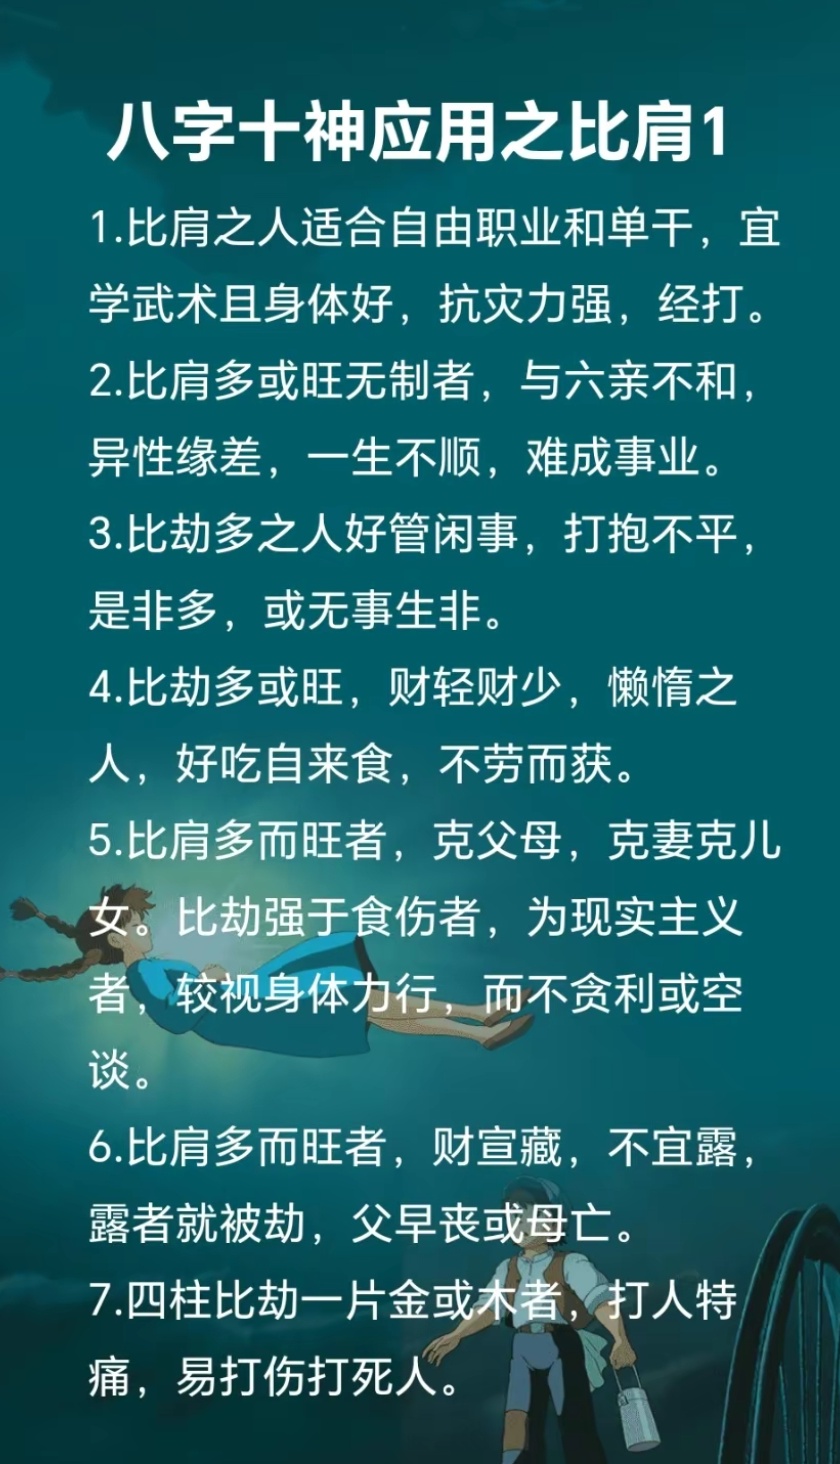 八字十神应用之比肩1
1.比肩之人适合自由职业和单干，宜
学武术且身体好，抗灾力强，经打。
2.比肩多或旺无制者，与六亲不和，
异性缘差，一生不顺，难成事业。
3.比劫多之人好管闲事，打抱不平，
是非多，或无事生非。
4.比劫多或旺，财轻财少，懒惰之
人，好吃自来食，不劳而获。
5.比肩多而旺者，克父母，克妻克儿
女。比劫强于食伤者，为现实主义
者，较视身体力行，而不贪利或空
谈。
6.比肩多而旺者，财宣藏，不宜露，
露者就被劫，父早丧或母亡。
7.四柱比劫一片金或木者，打人特
痛，易打伤打死人。